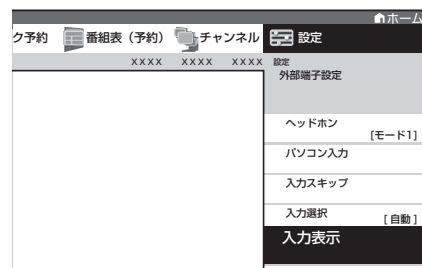 ホーム
ク予約 番組表(予約) チャンネル 設定
XXXX XXXX XXXX 設定
外部端子設定
ヘッドホン
[モード1]
パソコン入力
入力スキップ
入力選択
[自動]
入力表示